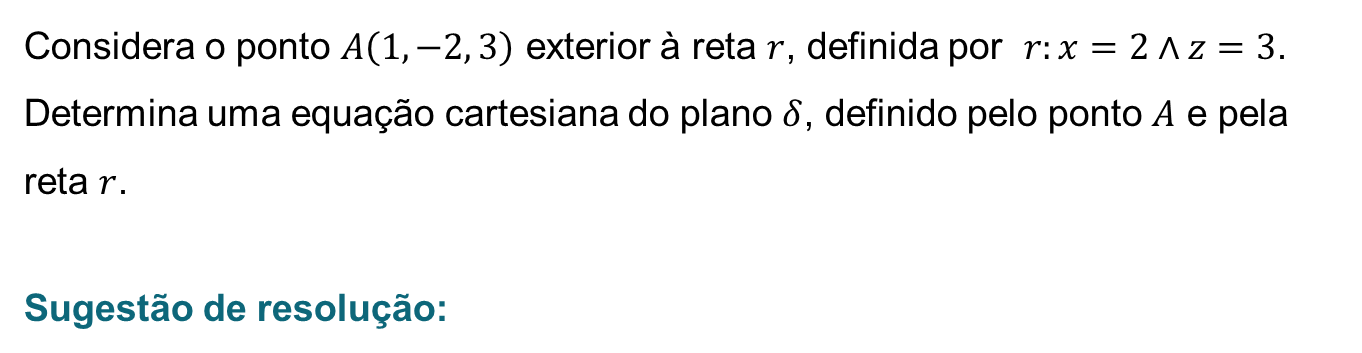 Considera o ponto 𝐴(1, −2, 3) exterior à reta 𝑟, definida por 𝑟: 𝑥 = 2 ∧ 𝑧 = 3.
Determina uma equação cartesiana do plano 𝛿, definido pelo ponto 𝐴 e pela
reta 𝑟.
Sugestão de resolução: